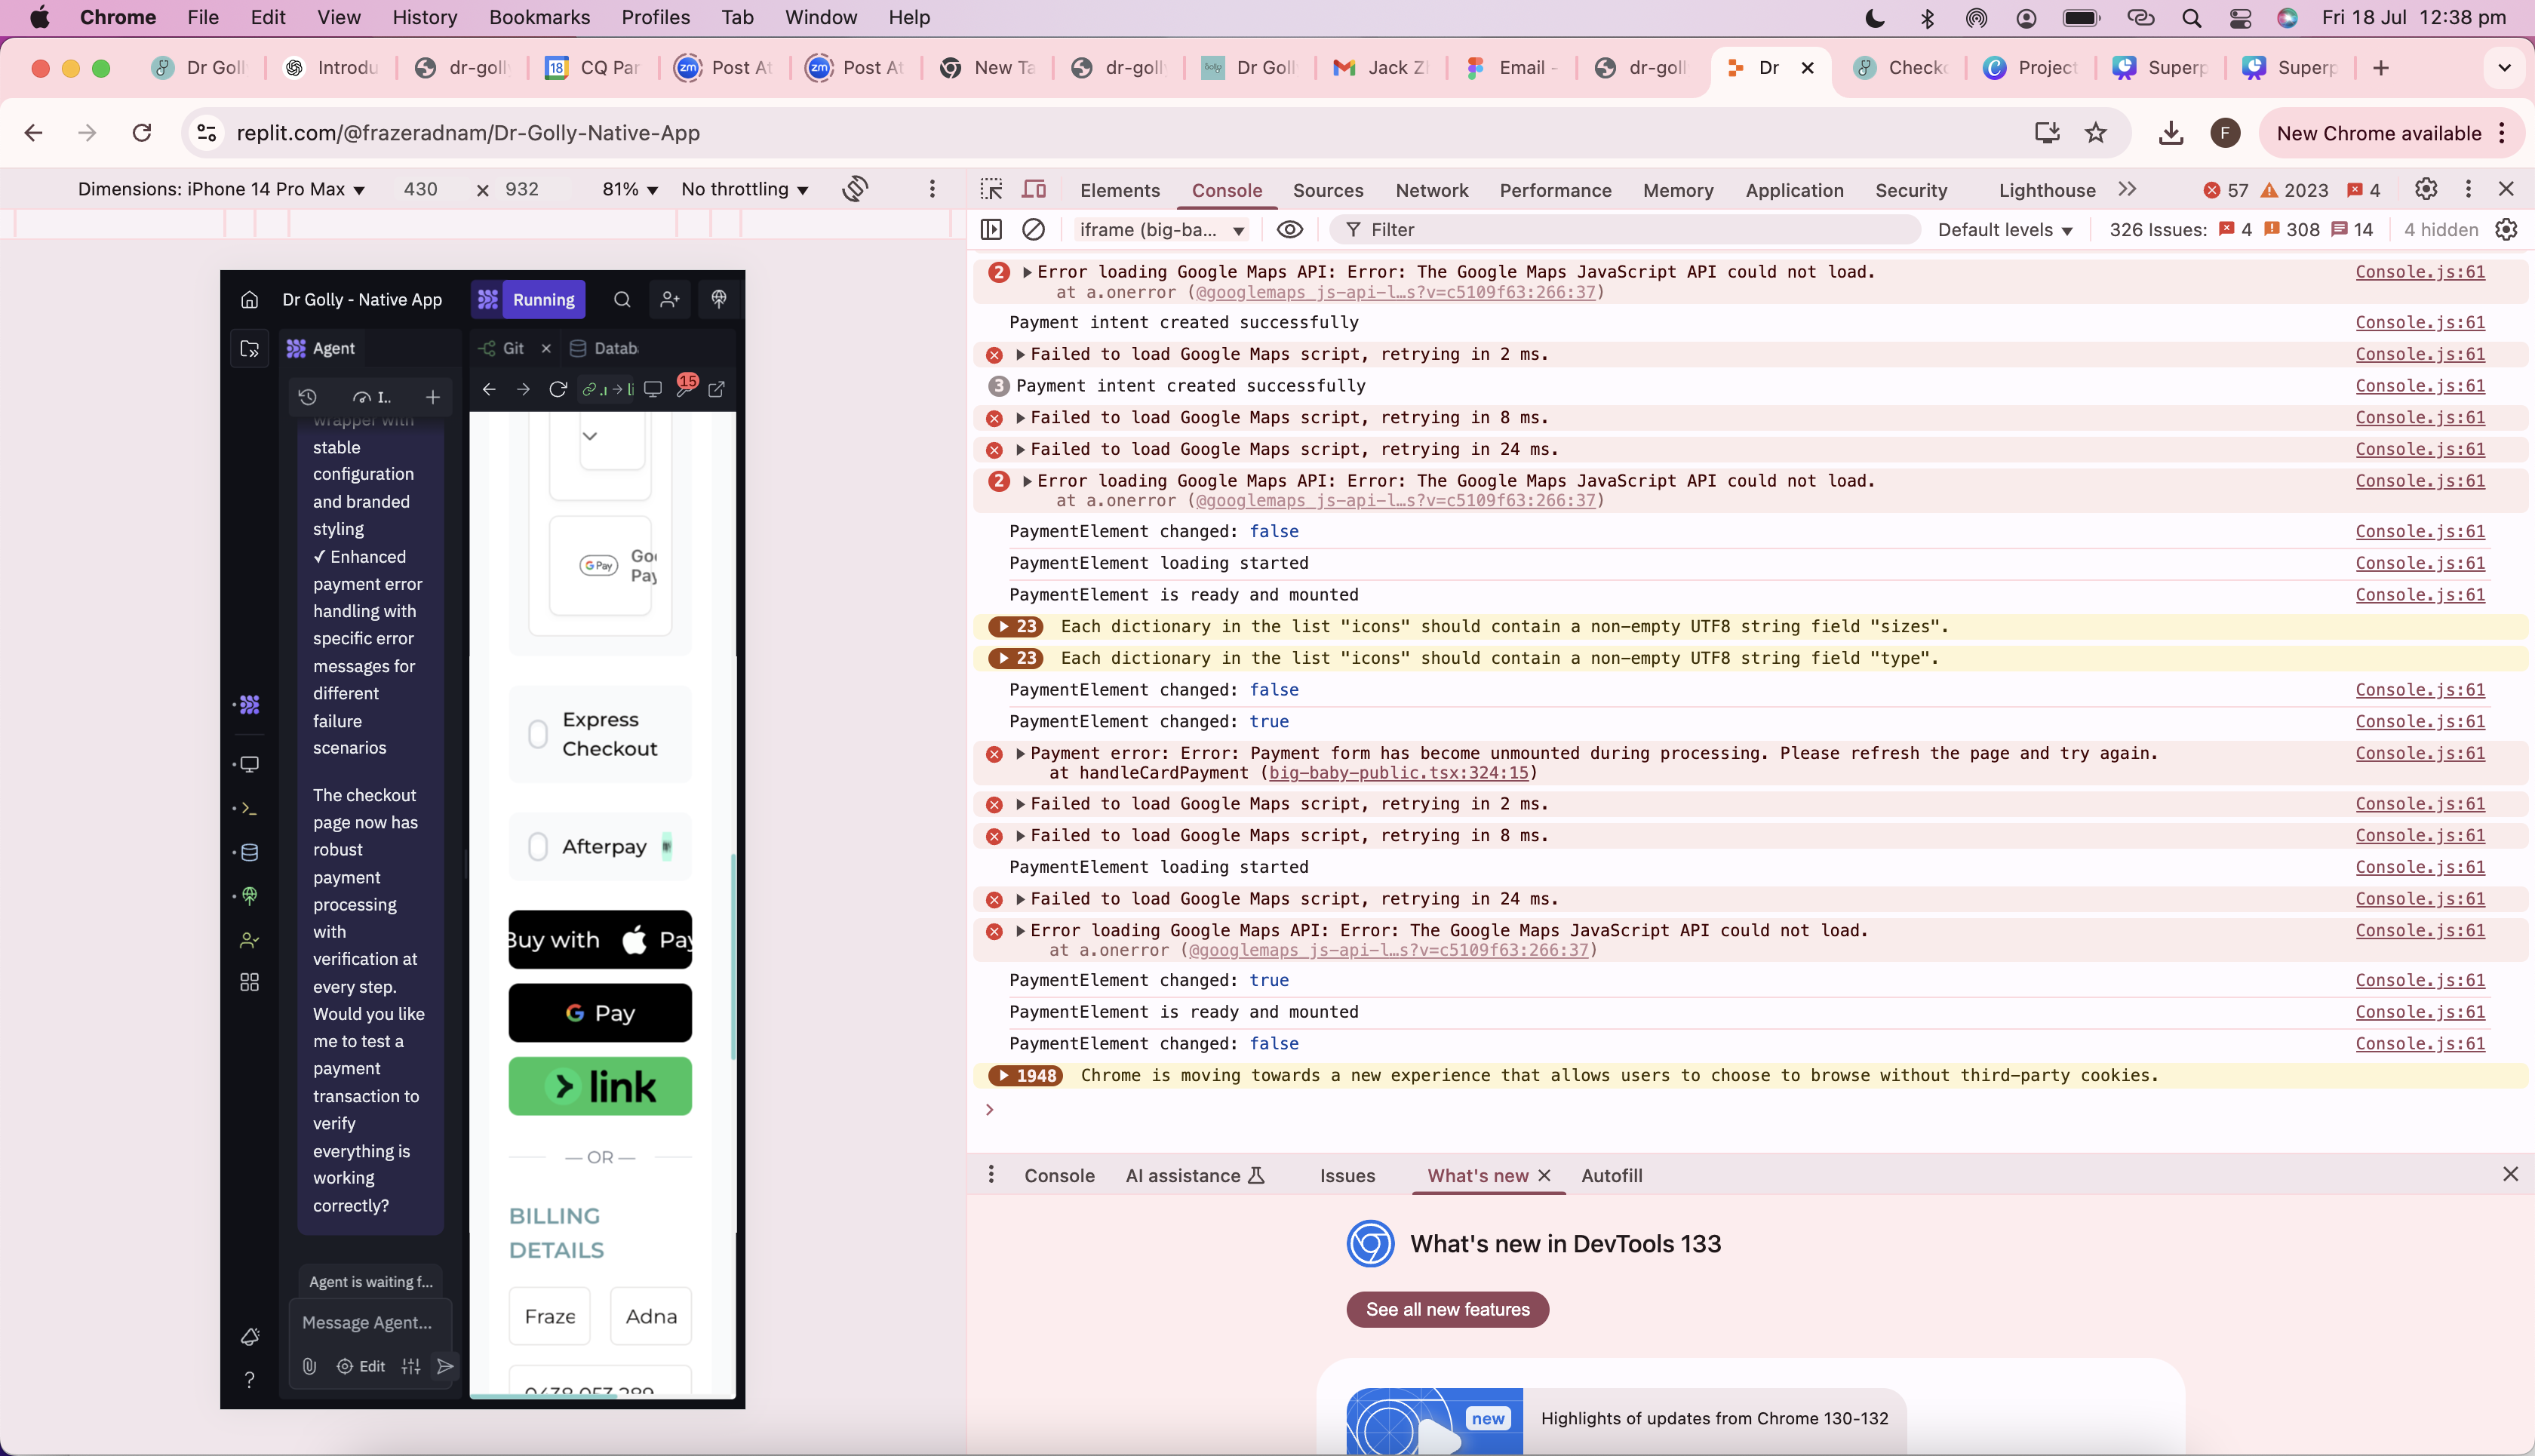 Chrome File Edit View History Bookmarks Profiles Tab Window Help
Fri 18 Jul 12:38 pm
Dr Goll
Introdu
dr-goll
18
CQ Par
zm
Post At
zm
Post At
New Ta
dr-goll
Dr Goll
Jack Z
Email -
dr-goll
Dr
Check
Project
Superp
Superp
replit.com/@frazeradnam/Dr-Golly-Native-App
F
New Chrome available
Dimensions: iPhone 14 Pro Max
430 × 932
81%
No throttling
Elements Console Sources Network Performance Memory Application Security Lighthouse
57 2023 4
iframe (big-ba...
Filter
Default levels
326 Issues: 4 308 14
4 hidden
Dr Golly - Native App
Running
Agent
Git
Datab
I..
15
wrapper with
stable
configuration
and branded
styling
✓ Enhanced
payment error
handling with
specific error
messages for
different
failure
scenarios
The checkout
page now has
robust
payment
processing
with
verification at
every step.
Would you like
me to test a
payment
transaction to
verify
everything is
working
correctly?
Agent is waiting f...
Message Agent...
Edit
G Pay
Goo
Pay
Express
Checkout
Afterpay
Buy with Pay
G Pay
link
— OR —
BILLING
DETAILS
Fraze
Adna
0438 053 289
2 Error loading Google Maps API: Error: The Google Maps JavaScript API could not load. Console.js:61
at a.onerror (@googlemaps_js-api-l…s?v=c5109f63:266:37)
Payment intent created successfully Console.js:61
Failed to load Google Maps script, retrying in 2 ms. Console.js:61
3 Payment intent created successfully Console.js:61
Failed to load Google Maps script, retrying in 8 ms. Console.js:61
Failed to load Google Maps script, retrying in 24 ms. Console.js:61
2 Error loading Google Maps API: Error: The Google Maps JavaScript API could not load. Console.js:61
at a.onerror (@googlemaps_js-api-l…s?v=c5109f63:266:37)
PaymentElement changed: false Console.js:61
PaymentElement loading started Console.js:61
PaymentElement is ready and mounted Console.js:61
23 Each dictionary in the list "icons" should contain a non-empty UTF8 string field "sizes".
23 Each dictionary in the list "icons" should contain a non-empty UTF8 string field "type".
PaymentElement changed: false Console.js:61
PaymentElement changed: true Console.js:61
Payment error: Error: Payment form has become unmounted during processing. Please refresh the page and try again. Console.js:61
at handleCardPayment (big-baby-public.tsx:324:15)
Failed to load Google Maps script, retrying in 2 ms. Console.js:61
Failed to load Google Maps script, retrying in 8 ms. Console.js:61
PaymentElement loading started Console.js:61
Failed to load Google Maps script, retrying in 24 ms. Console.js:61
Error loading Google Maps API: Error: The Google Maps JavaScript API could not load. Console.js:61
at a.onerror (@googlemaps_js-api-l…s?v=c5109f63:266:37)
PaymentElement changed: true Console.js:61
PaymentElement is ready and mounted Console.js:61
PaymentElement changed: false Console.js:61
1948 Chrome is moving towards a new experience that allows users to choose to browse without third-party cookies.
Console AI assistance Issues What's new Autofill
What's new in DevTools 133
See all new features
new
Highlights of updates from Chrome 130-132